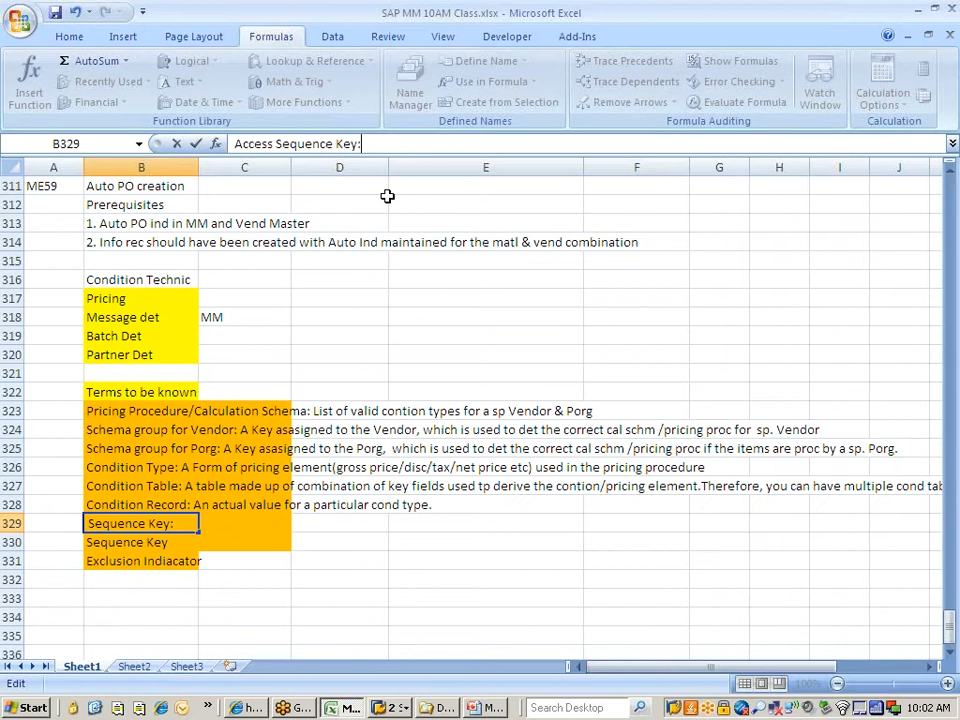 SAP MM 10AM Class.xlsx - Microsoft Excel
Home Insert Page Layout Formulas Data Review View Developer Add-Ins
Insert Function
AutoSum
Recently Used
Financial
Logical
Text
Date & Time
Lookup & Reference
Math & Trig
More Functions
Function Library
Name Manager
Define Name
Use in Formula
Create from Selection
Defined Names
Trace Precedents
Trace Dependents
Remove Arrows
Show Formulas
Error Checking
Evaluate Formula
Formula Auditing
Watch Window
Calculation Options
Calculation
B329 Access Sequence Key:
A B C D E F G H I J
311 ME59 Auto PO creation
312 Prerequisites
313 1. Auto PO ind in MM and Vend Master
314 2. Info rec should have been created with Auto Ind maintained for the matl & vend combination
315
316 Condition Technic
317 Pricing
318 Message det MM
319 Batch Det
320 Partner Det
321
322 Terms to be known
323 Pricing Procedure/Calculation Schema: List of valid contion types for a sp Vendor & Porg
324 Schema group for Vendor: A Key asasigned to the Vendor, which is used to det the correct cal schm /pricing proc for sp. Vendor
325 Schema group for Porg: A Key asasigned to the Porg, which is used to det the correct cal schm /pricing proc if the items are proc by a sp. Porg.
326 Condition Type: A Form of pricing element(gross price/disc/tax/net price etc) used in the pricing procedure
327 Condition Table: A table made up of combination of key fields used tp derive the contion/pricing element.Therefore, you can have multiple cond tab
328 Condition Record: An actual value for a particular cond type.
329 Sequence Key:
330 Sequence Key
331 Exclusion Indiacator
332
333
334
335
336
Sheet1 Sheet2 Sheet3
Edit 100%
Start h... G... M... 2 S D... M... Search Desktop 10:02 AM